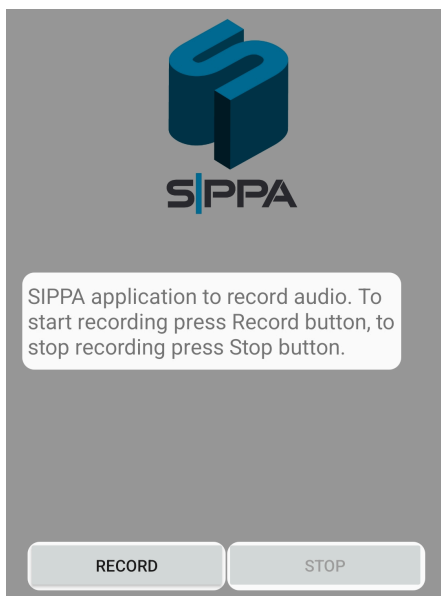 SIPPA
SIPPA application to record audio. To
start recording press Record button, to
stop recording press Stop button.
RECORD STOP